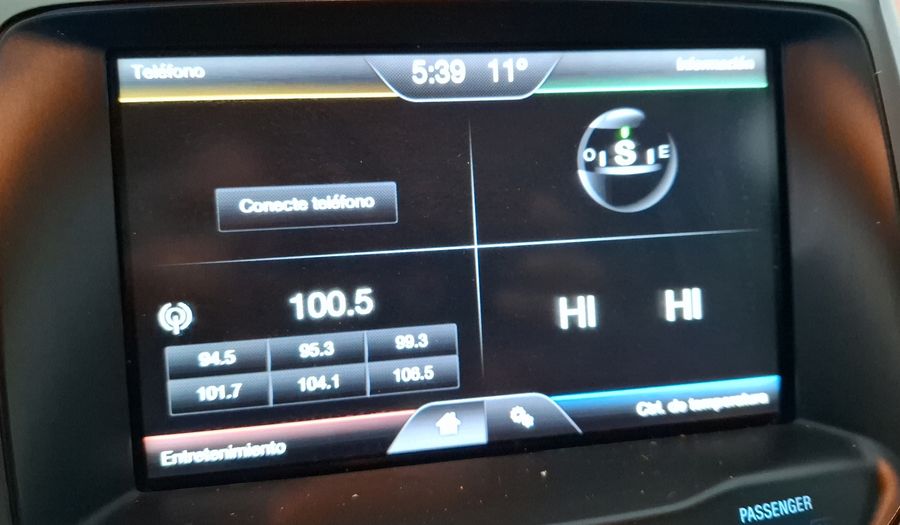 Teléfono
5:39 11°
Información
O S E
Conecte teléfono
100.5
HI HI
94.5 95.3 99.3
101.7 104.1 106.5
Entretenimiento
Ctrl. de temperatura
PASSENGER